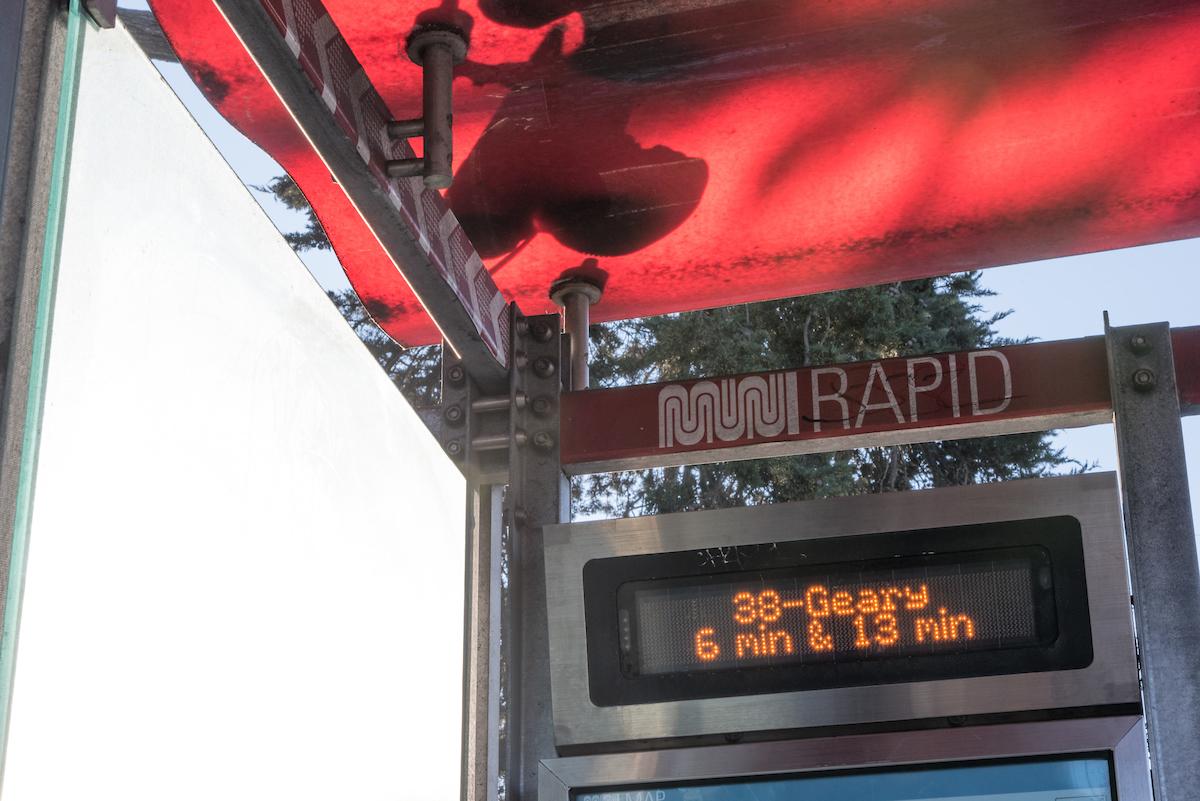 MUNI RAPID
38-Geary
6 min & 13 min